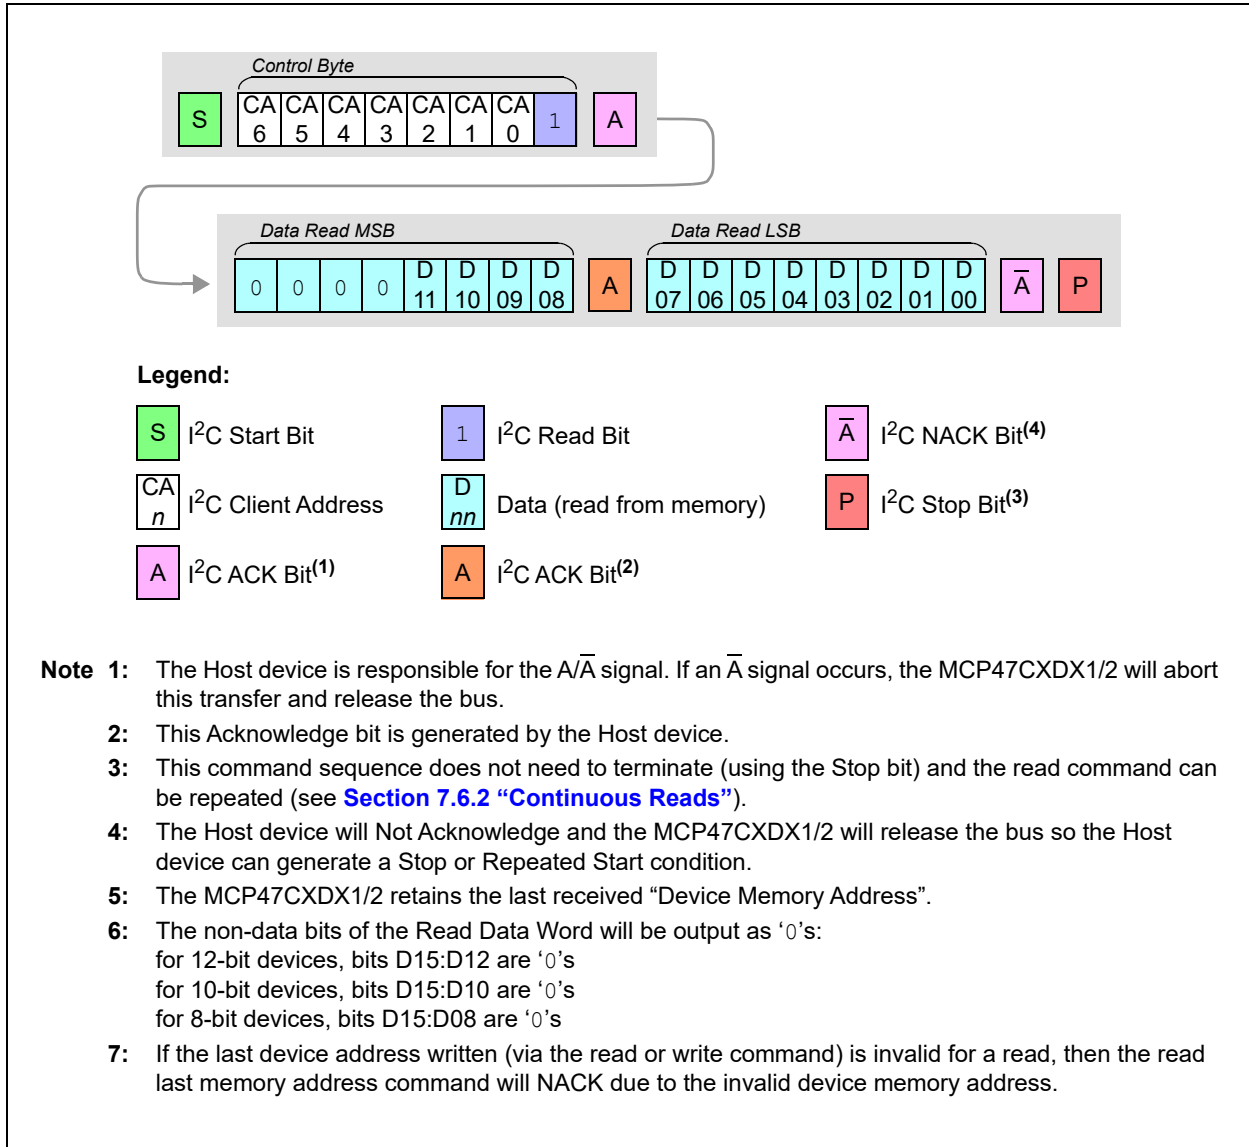 Control Byte
S CA 6 CA 5 CA 4 CA 3 CA 2 CA 1 CA 0 1 A
Data Read MSB Data Read LSB
0 0 0 0 D 11 D 10 D 09 D 08 A D 07 D 06 D 05 D 04 D 03 D 02 D 01 D 00 A̅ P
Legend:
S I²C Start Bit 1 I²C Read Bit A̅ I²C NACK Bit(4)
CA n I²C Client Address D nn Data (read from memory) P I²C Stop Bit(3)
A I²C ACK Bit(1) A I²C ACK Bit(2)
Note 1: The Host device is responsible for the A/A̅ signal. If an A̅ signal occurs, the MCP47CXDX1/2 will abort
this transfer and release the bus.
2: This Acknowledge bit is generated by the Host device.
3: This command sequence does not need to terminate (using the Stop bit) and the read command can
be repeated (see Section 7.6.2 “Continuous Reads”).
4: The Host device will Not Acknowledge and the MCP47CXDX1/2 will release the bus so the Host
device can generate a Stop or Repeated Start condition.
5: The MCP47CXDX1/2 retains the last received “Device Memory Address”.
6: The non-data bits of the Read Data Word will be output as ‘0’s:
for 12-bit devices, bits D15:D12 are ‘0’s
for 10-bit devices, bits D15:D10 are ‘0’s
for 8-bit devices, bits D15:D08 are ‘0’s
7: If the last device address written (via the read or write command) is invalid for a read, then the read
last memory address command will NACK due to the invalid device memory address.